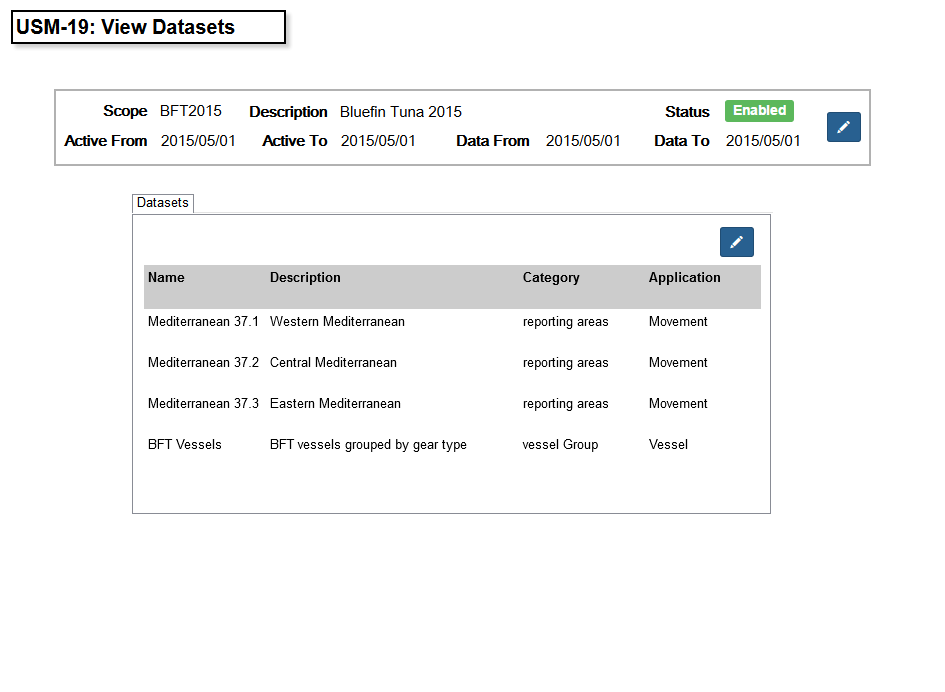 USM-19: View Datasets
Scope BFT2015 Description Bluefin Tuna 2015 Status Enabled
Active From 2015/05/01 Active To 2015/05/01 Data From 2015/05/01 Data To 2015/05/01
Datasets
Name Description Category Application
Mediterranean 37.1 Western Mediterranean reporting areas Movement
Mediterranean 37.2 Central Mediterranean reporting areas Movement
Mediterranean 37.3 Eastern Mediterranean reporting areas Movement
BFT Vessels BFT vessels grouped by gear type vessel Group Vessel